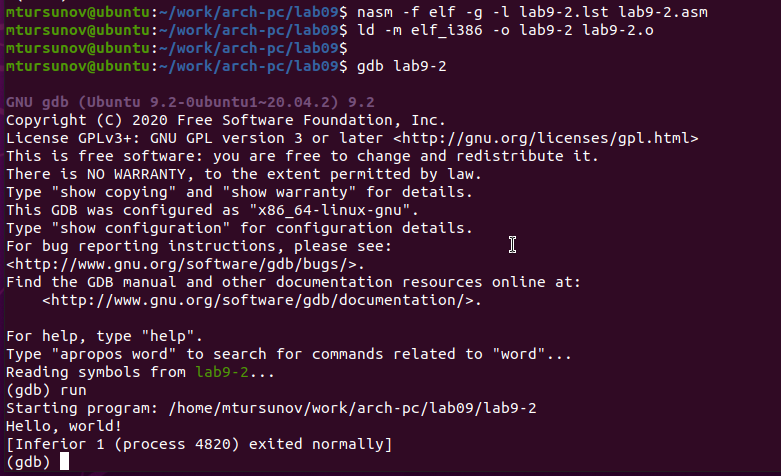 mtursunov@ubuntu:~/work/arch-pc/lab09$ nasm -f elf -g -l lab9-2.lst lab9-2.asm
mtursunov@ubuntu:~/work/arch-pc/lab09$ ld -m elf_i386 -o lab9-2 lab9-2.o
mtursunov@ubuntu:~/work/arch-pc/lab09$
mtursunov@ubuntu:~/work/arch-pc/lab09$ gdb lab9-2
GNU gdb (Ubuntu 9.2-0ubuntu1~20.04.2) 9.2
Copyright (C) 2020 Free Software Foundation, Inc.
License GPLv3+: GNU GPL version 3 or later <http://gnu.org/licenses/gpl.html>
This is free software: you are free to change and redistribute it.
There is NO WARRANTY, to the extent permitted by law.
Type "show copying" and "show warranty" for details.
This GDB was configured as "x86_64-linux-gnu".
Type "show configuration" for configuration details.
For bug reporting instructions, please see:
<http://www.gnu.org/software/gdb/bugs/>.
Find the GDB manual and other documentation resources online at:
    <http://www.gnu.org/software/gdb/documentation/>.
For help, type "help".
Type "apropos word" to search for commands related to "word"...
Reading symbols from lab9-2...
(gdb) run
Starting program: /home/mtursunov/work/arch-pc/lab09/lab9-2
Hello, world!
[Inferior 1 (process 4820) exited normally]
(gdb)